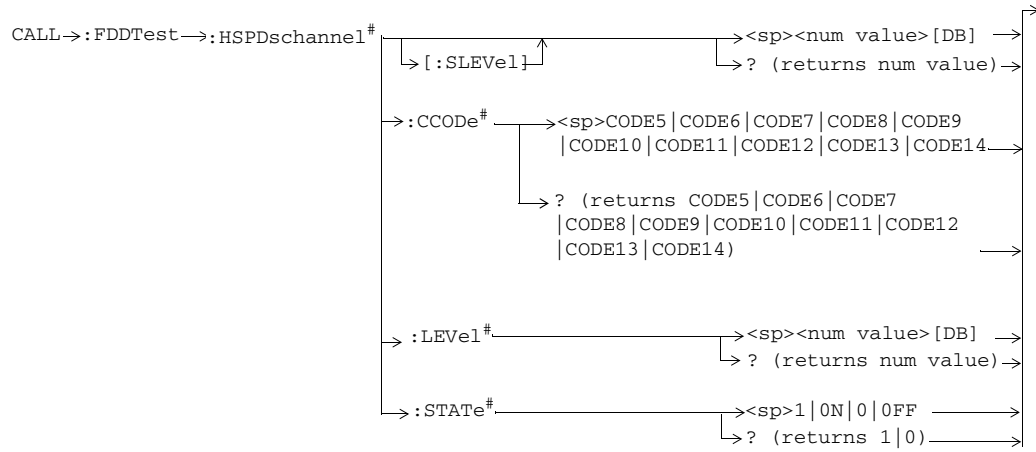 CALL :FDDTest :HSPDschannel#
<sp><num value>[DB]
[:SLEVel]
? (returns num value)
:CCODe#
<sp>CODE5|CODE6|CODE7|CODE8|CODE9
|CODE10|CODE11|CODE12|CODE13|CODE14
? (returns CODE5|CODE6|CODE7
|CODE8|CODE9|CODE10|CODE11|CODE12
|CODE13|CODE14)
:LEVel#
<sp><num value>[DB]
? (returns num value)
:STATe#
<sp>1|0N|0|0FF
? (returns 1|0)